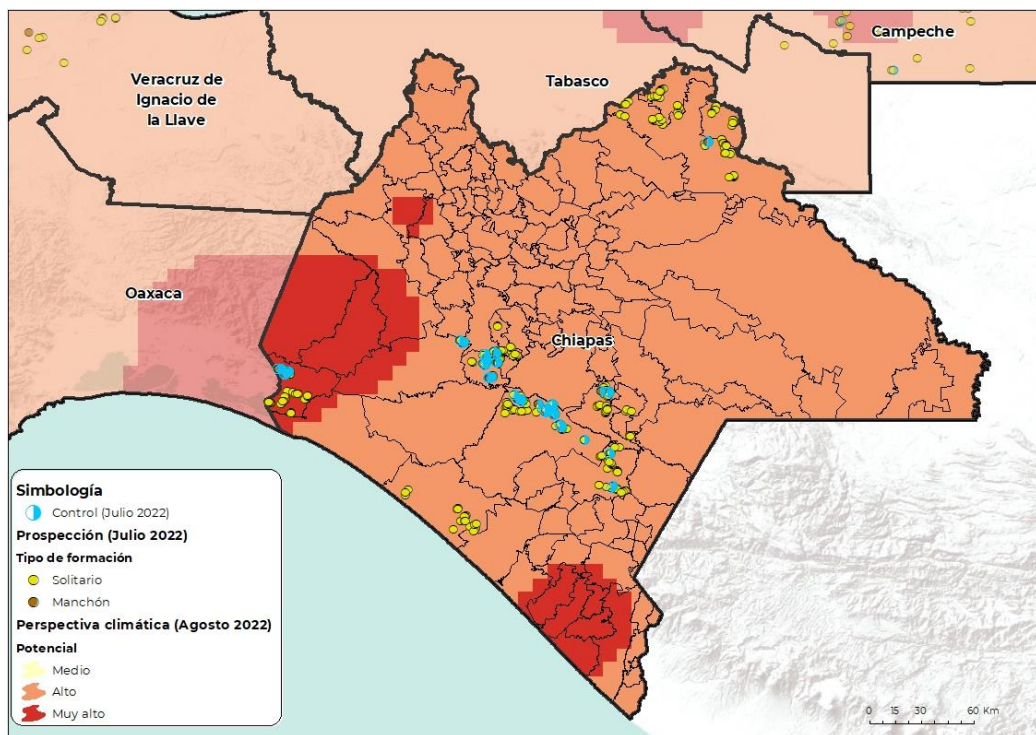 Campeche
Veracruz de
Ignacio de
la Llave
Tabasco
Oaxaca
Chiapas
Simbología
Control (Julio 2022)
Prospección (Julio 2022)
Tipo de formación
Solitario
Manchón
Perspectiva climática (Agosto 2022)
Potencial
Medio
Alto
Muy alto
0 15 30 60 Km